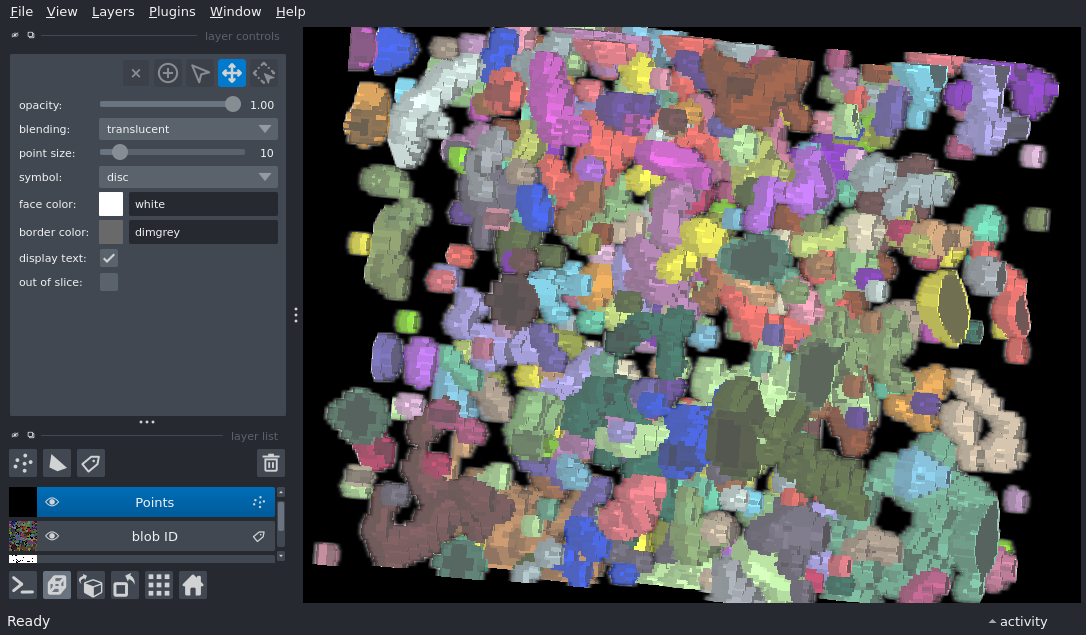 File View Layers Plugins Window Help
layer controls
opacity: 1.00
blending: translucent
point size: 10
symbol: disc
face color: white
border color: dimgrey
display text:
out of slice:
layer list
Points
blob ID
Ready
activity